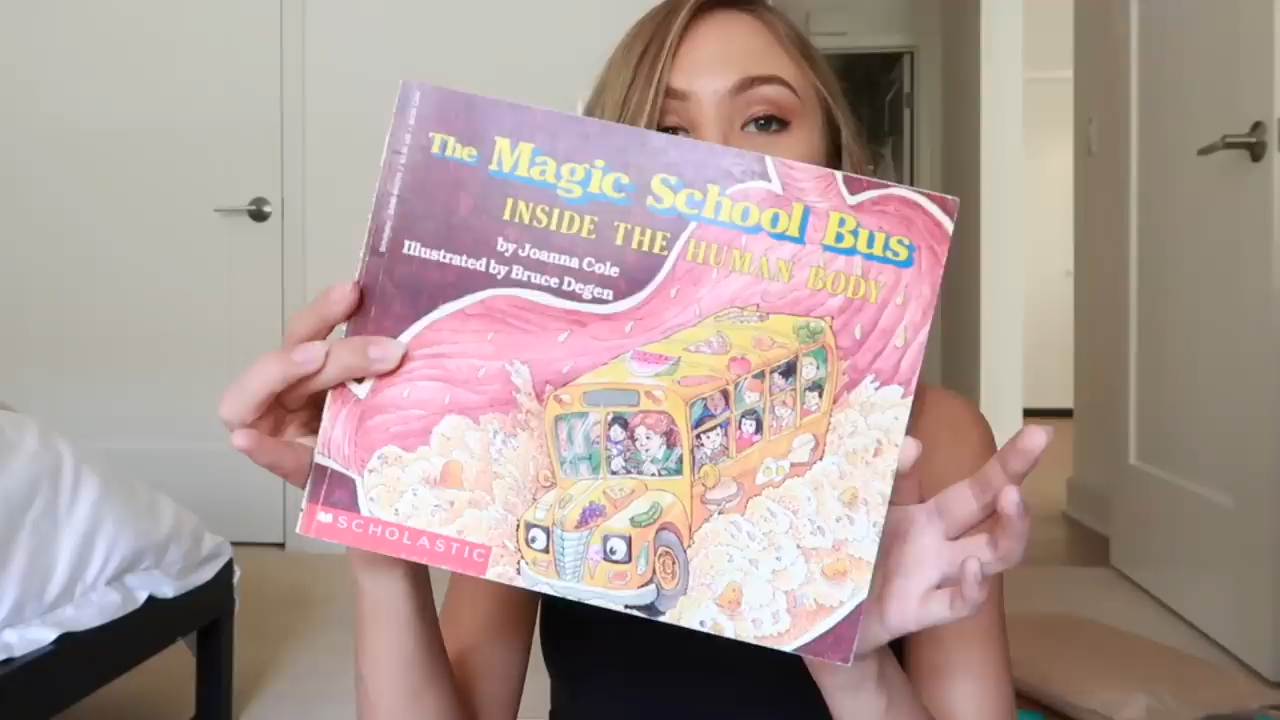 The Magic School Bus
INSIDE THE HUMAN BODY
by Joanna Cole
Illustrated by Bruce Degen
SCHOLASTIC